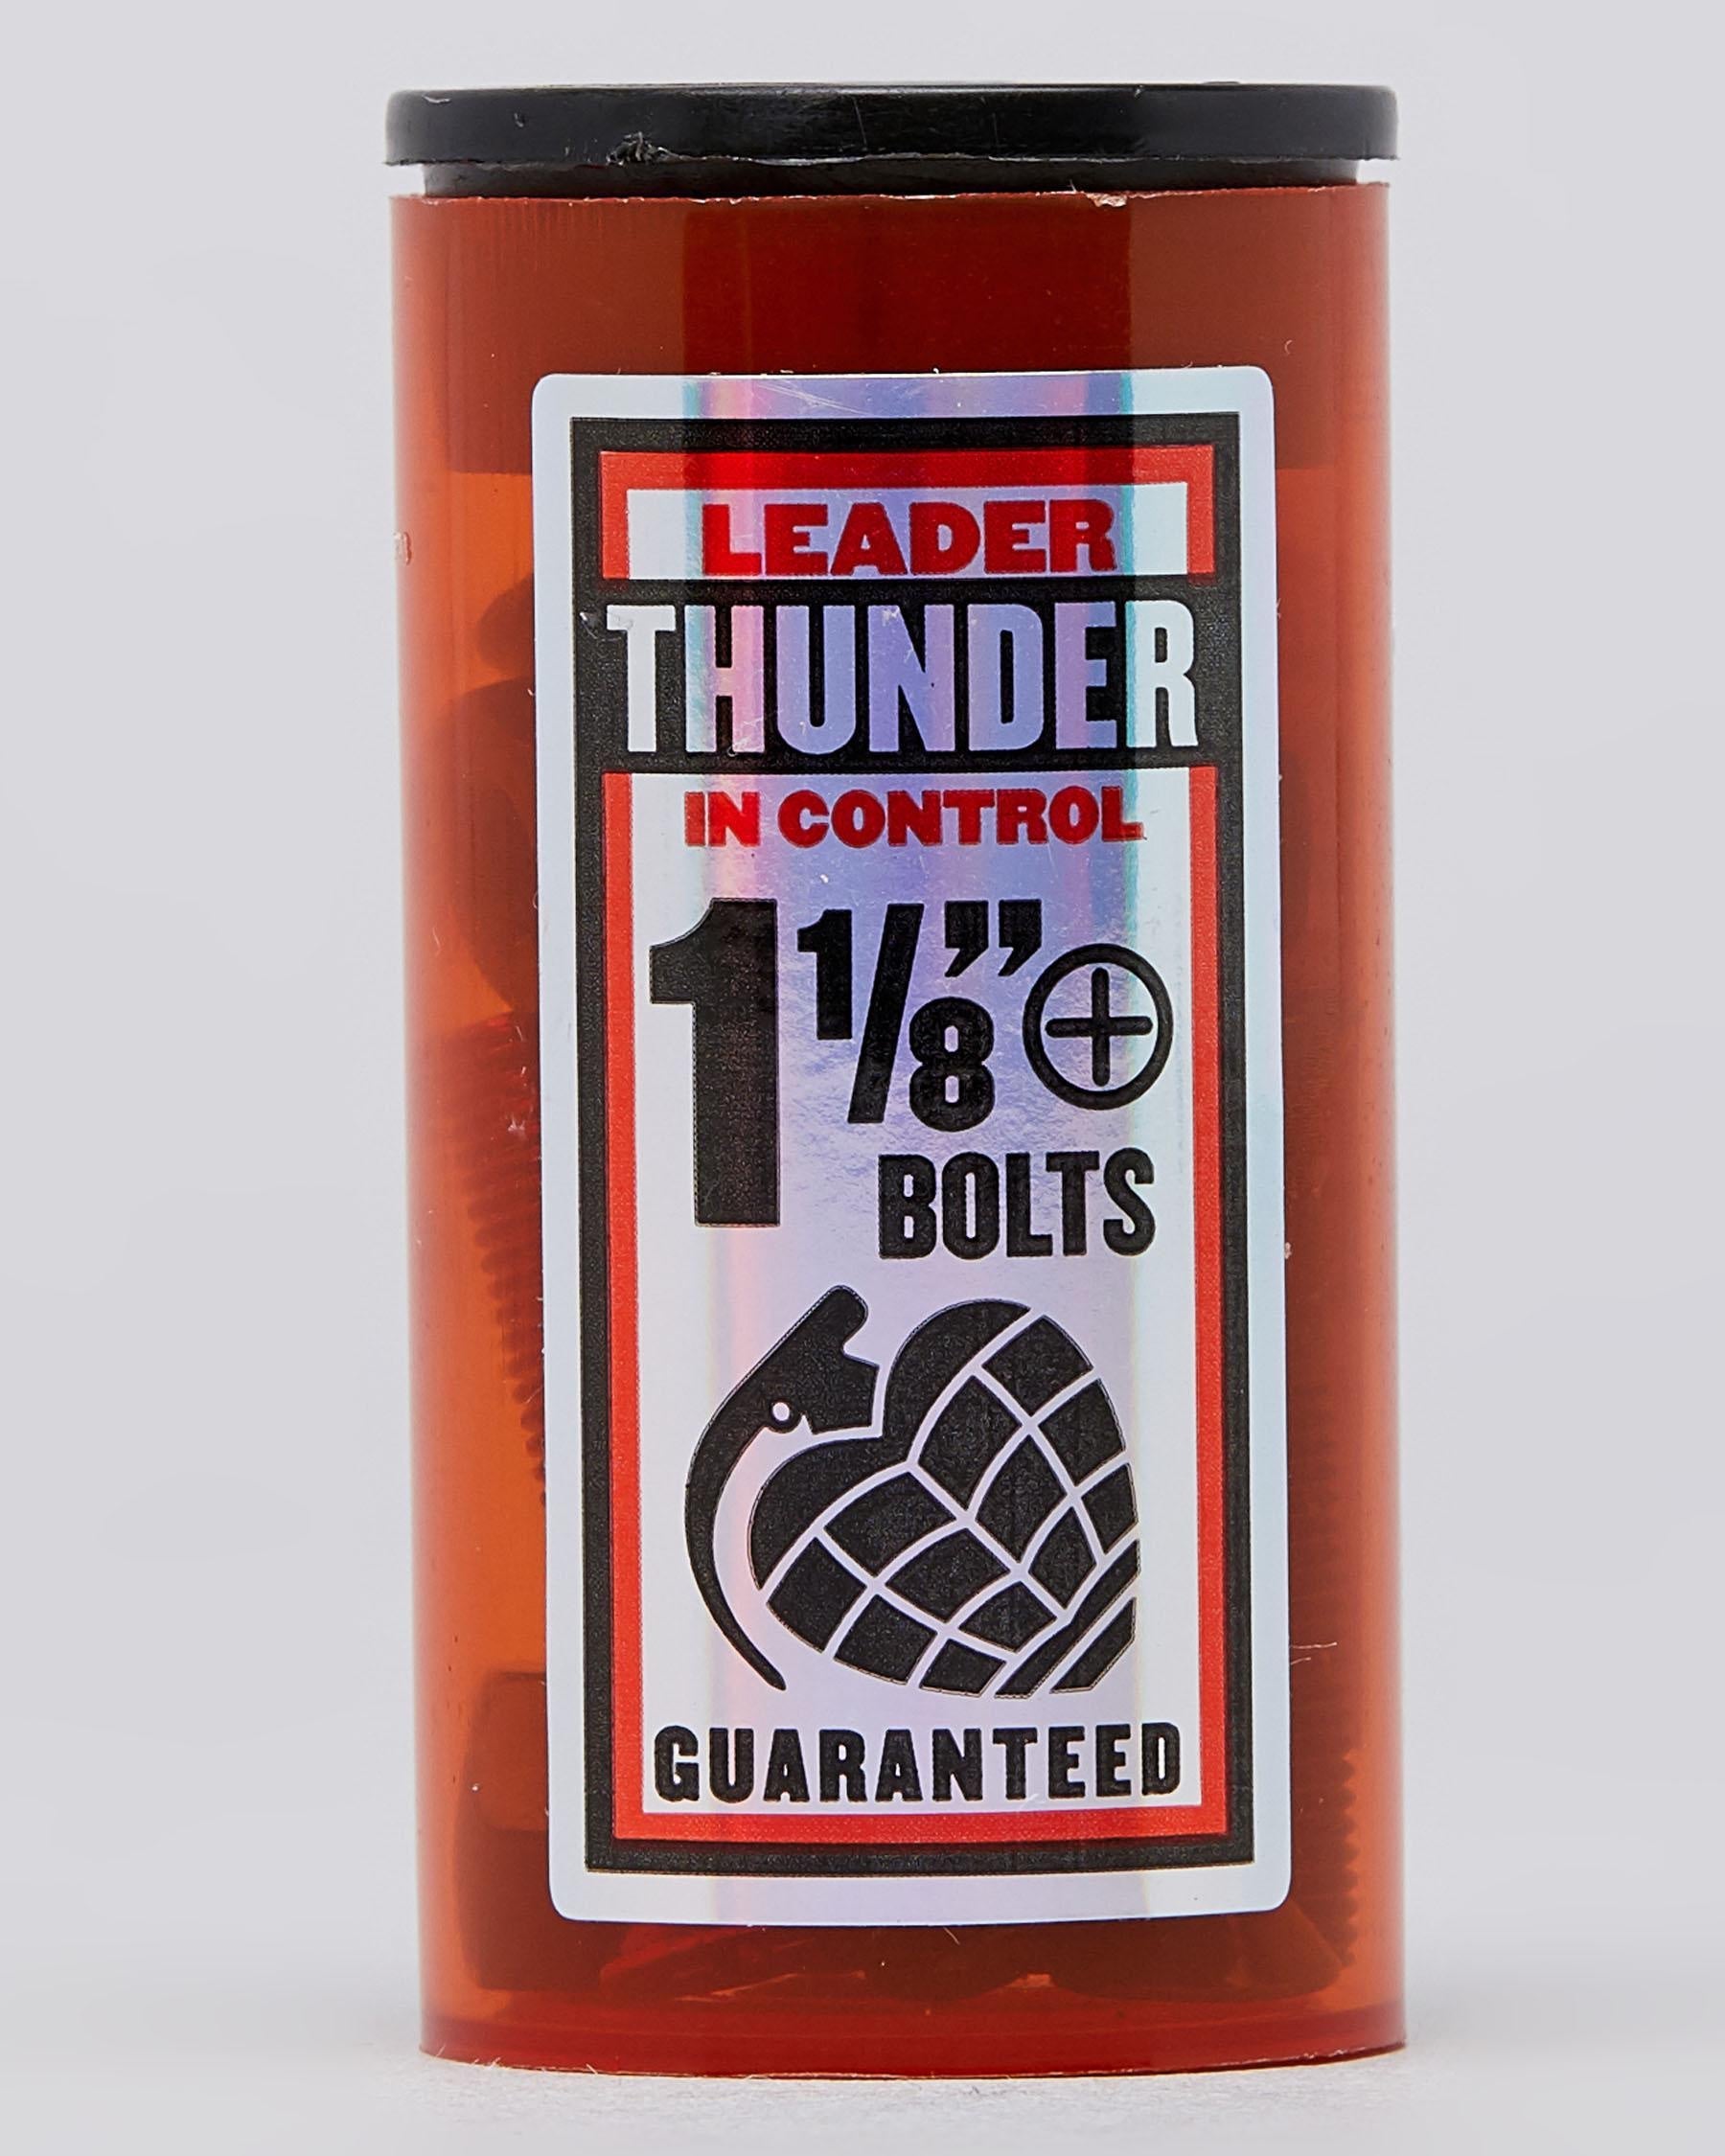 LEADER
THUNDER
IN CONTROL
1 1/8”
BOLTS
GUARANTEED